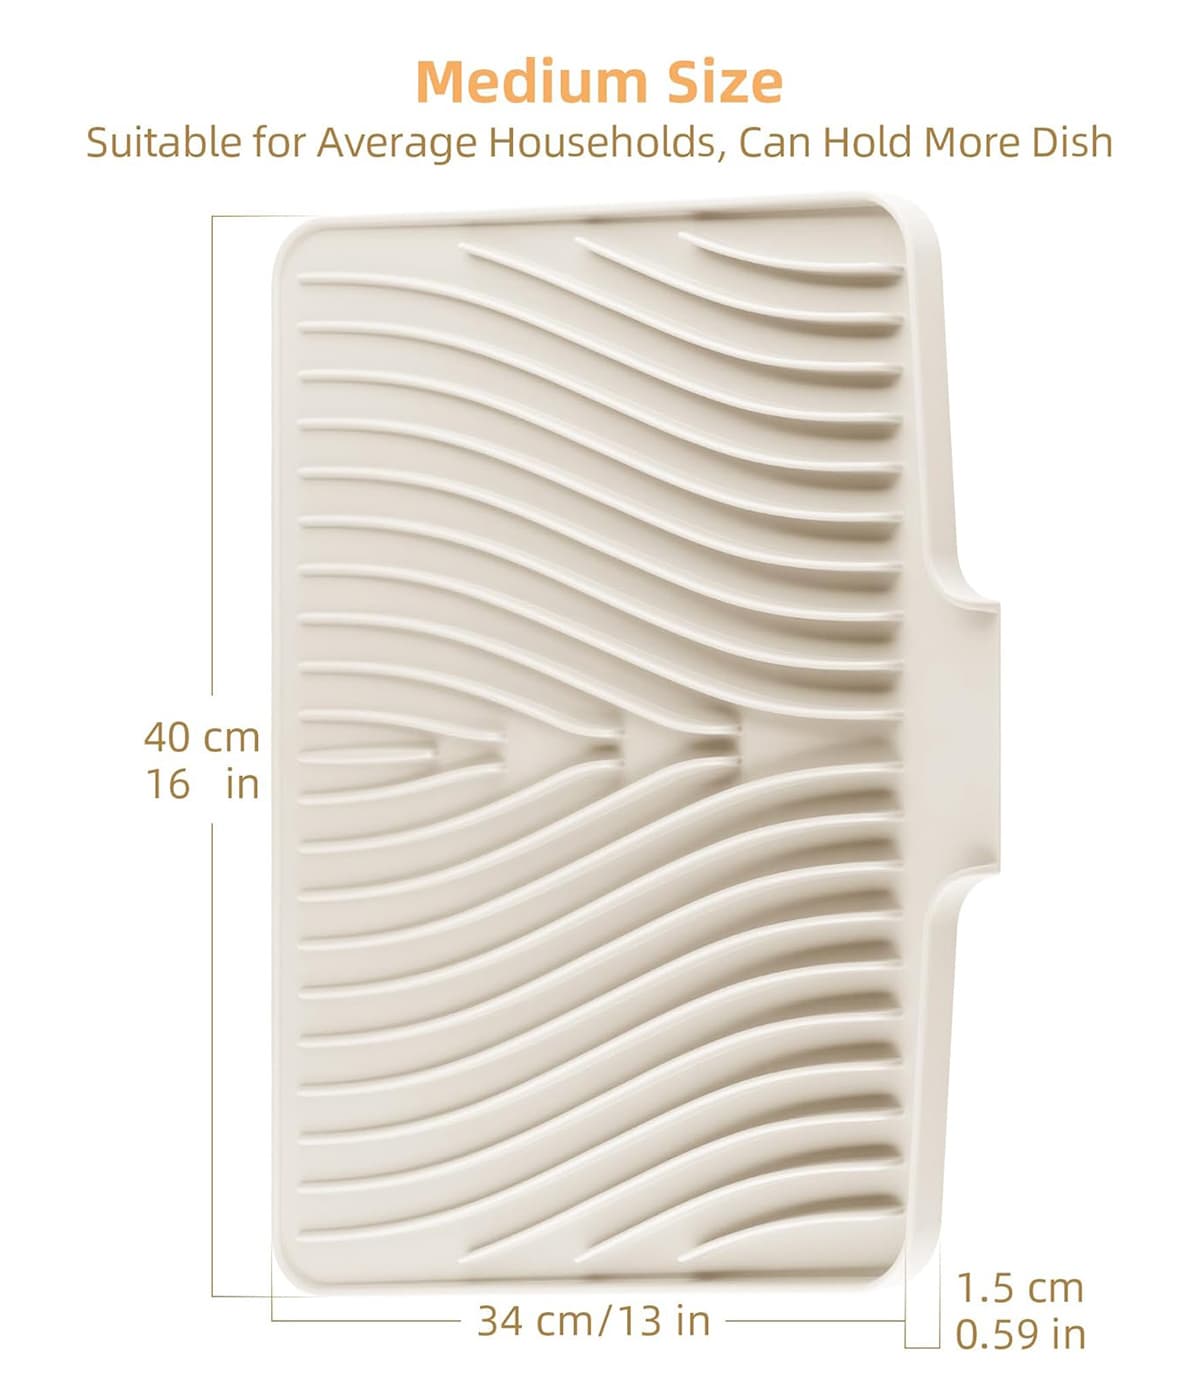 Medium Size
Suitable for Average Households, Can Hold More Dish
40 cm
16 in
34 cm/13 in
1.5 cm
0.59 in